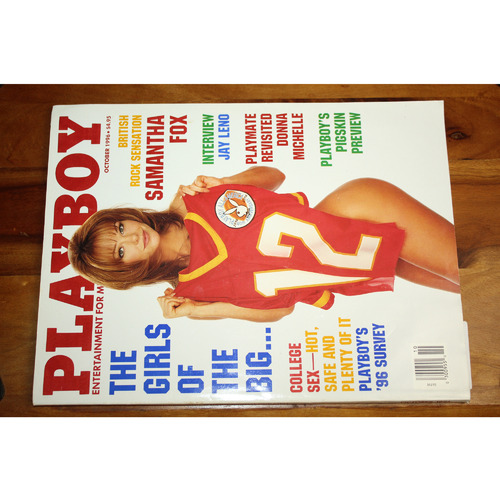 PLAYBOY
ENTERTAINMENT FOR M
OCTOBER 1996 • $4.95
BRITISH
ROCK SENSATION
SAMANTHA
FOX
INTERVIEW
JAY LENO
PLAYMATE
REVISITED
DONNA
MICHELLE
PLAYBOY'S
PIGSKIN
PREVIEW
12
THE
GIRLS
OF
THE
BIG...
COLLEGE
SEX—HOT,
SAFE AND
PLENTY OF IT
PLAYBOY'S
'96 SURVEY
10